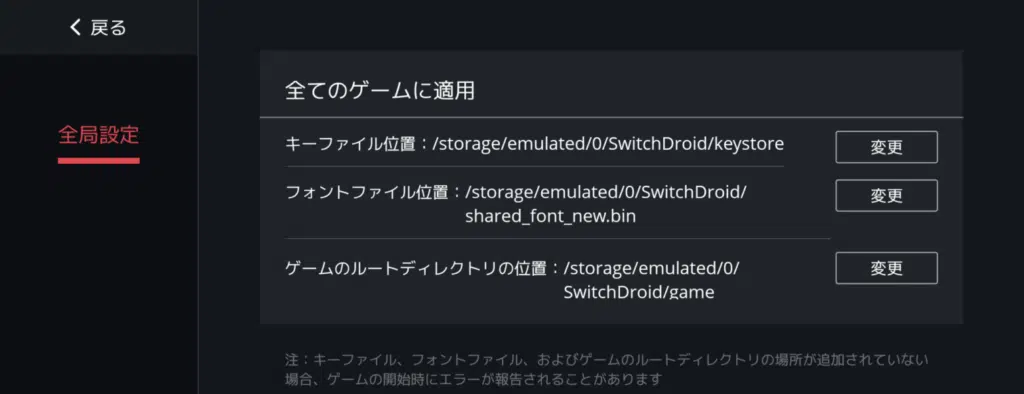 戻る
全局設定
全てのゲームに適用
キーファイル位置：/storage/emulated/0/SwitchDroid/keystore
変更
フォントファイル位置：/storage/emulated/0/SwitchDroid/
shared_font_new.bin
変更
ゲームのルートディレクトリの位置：/storage/emulated/0/
SwitchDroid/game
変更
注：キーファイル、フォントファイル、およびゲームのルートディレクトリの場所が追加されていない
場合、ゲームの開始時にエラーが報告されることがあります